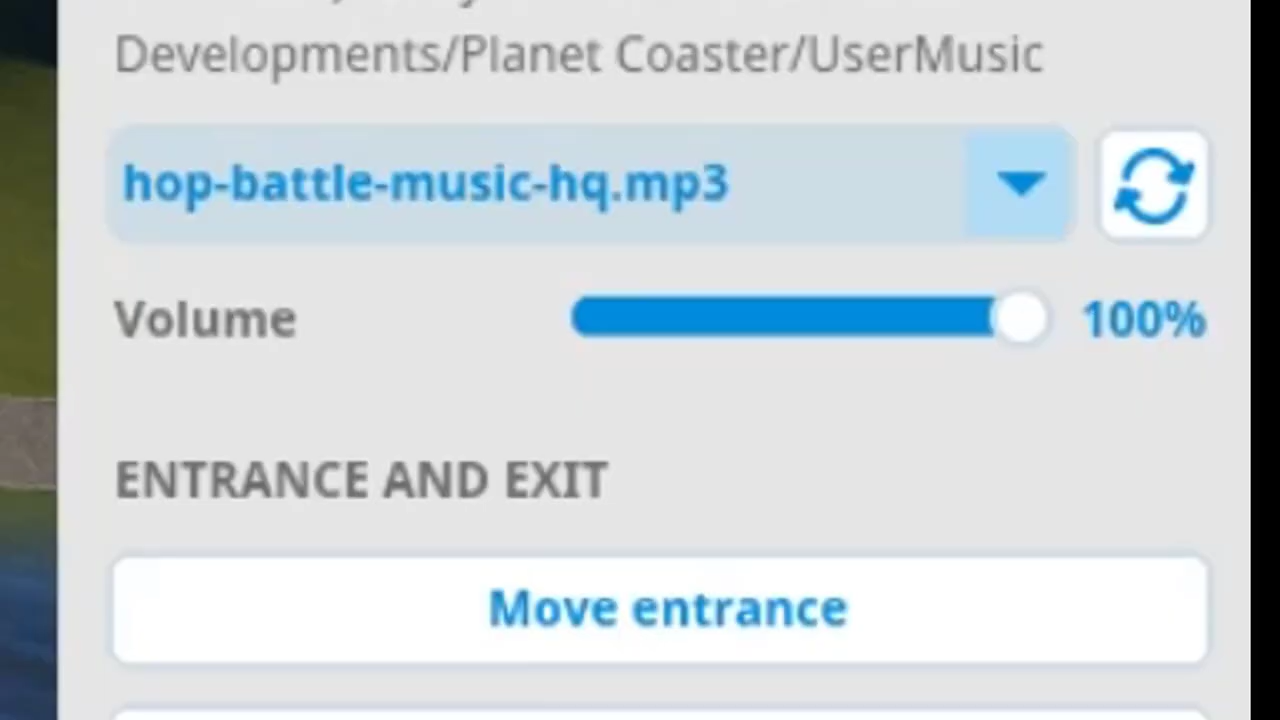 Developments/Planet Coaster/UserMusic
hop-battle-music-hq.mp3
Volume 100%
ENTRANCE AND EXIT
Move entrance